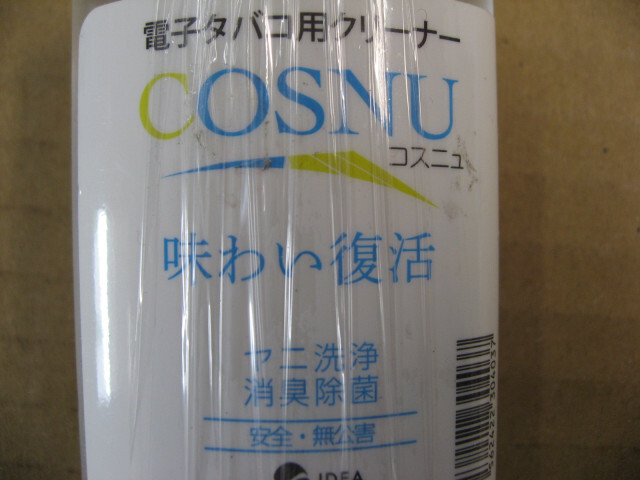 電子タバコ用クリーナー
COSNU
コスニュ
味わい復活
ヤニ洗浄
消臭除菌
安全・無公害
IDEA